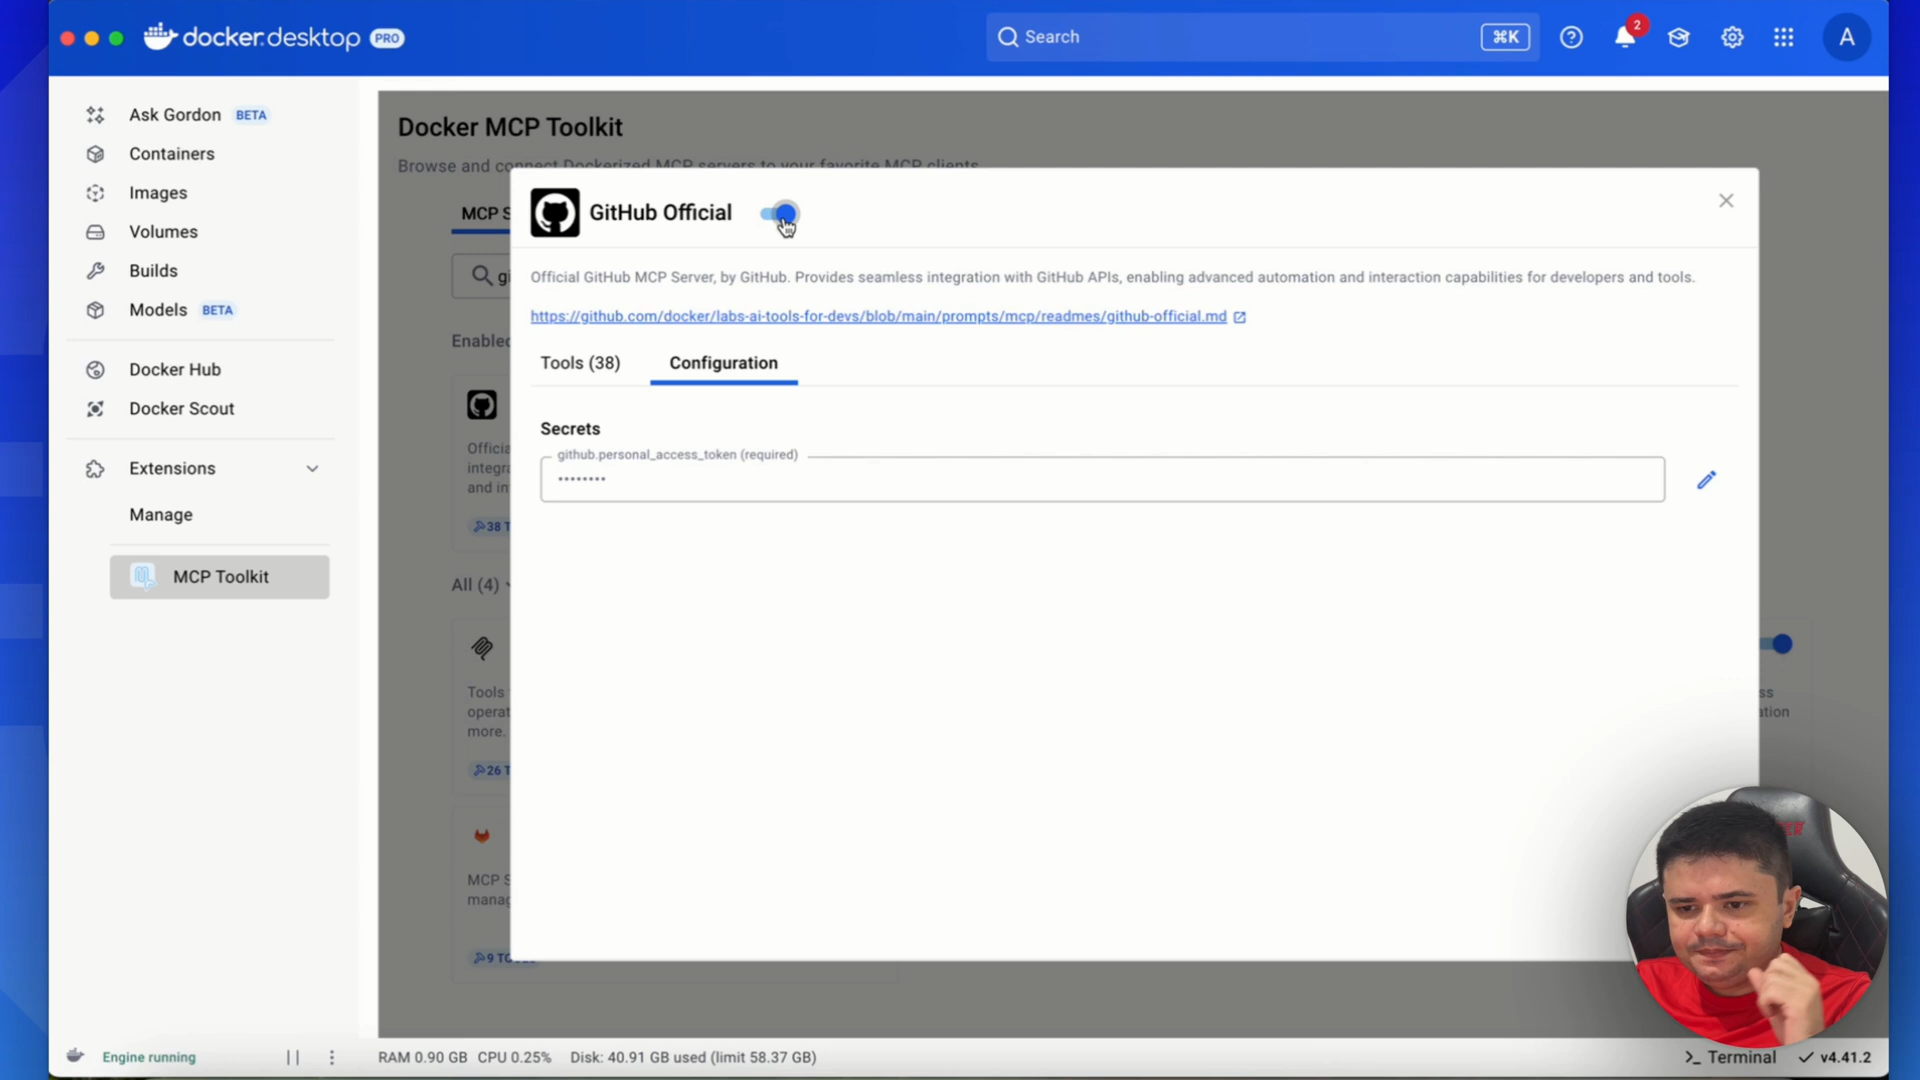 docker.desktop PRO
Search
⌘K
2
A
Ask Gordon BETA
Containers
Images
Volumes
Builds
Models BETA
Docker Hub
Docker Scout
Extensions
Manage
MCP Toolkit
Docker MCP Toolkit
Browse and connect Dockerized MCP servers to your favorite MCP clients
MCP S
gi
Enabled
Officia
integra
and in
38 T
All (4)
Tools
operat
more.
26 T
MCP S
manag
9 TO
ss
ation
GitHub Official
Official GitHub MCP Server, by GitHub. Provides seamless integration with GitHub APIs, enabling advanced automation and interaction capabilities for developers and tools.
https://github.com/docker/labs-ai-tools-for-devs/blob/main/prompts/mcp/readmes/github-official.md
Tools (38)
Configuration
Secrets
github.personal_access_token (required)
••••••••
Engine running
RAM 0.90 GB CPU 0.25% Disk: 40.91 GB used (limit 58.37 GB)
>_ Terminal
v4.41.2